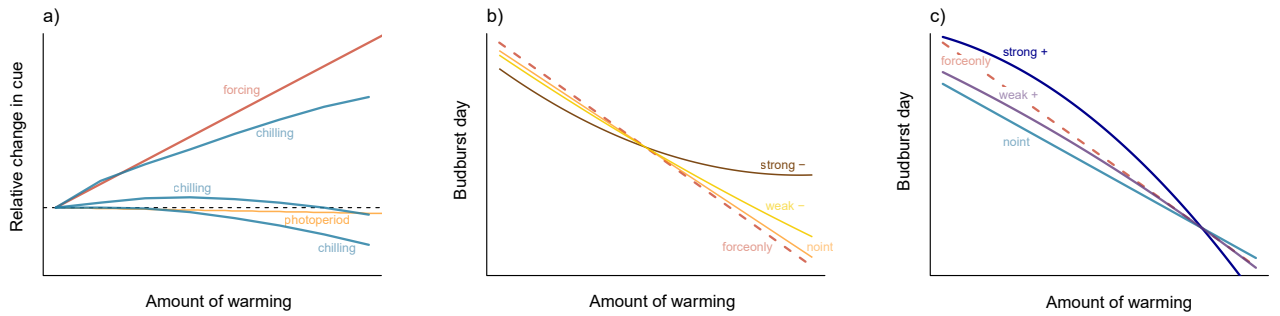 a)
Relative change in cue
forcing
chilling
chilling
photoperiod
chilling
Amount of warming
b)
Budburst day
strong −
weak −
forceonly
noint
Amount of warming
c)
Budburst day
strong +
forceonly
weak +
noint
Amount of warming